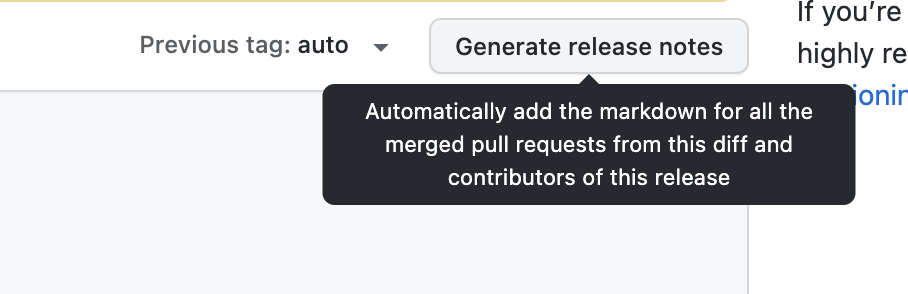 If you're
Previous tag: auto
Generate release notes
highly re
Automatically add the markdown for all the
merged pull requests from this diff and
contributors of this release